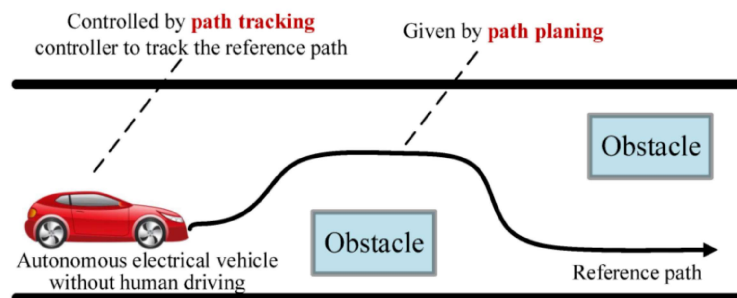 Controlled by path tracking
controller to track the reference path
Given by path planing
Obstacle
Obstacle
Autonomous electrical vehicle
without human driving
Reference path